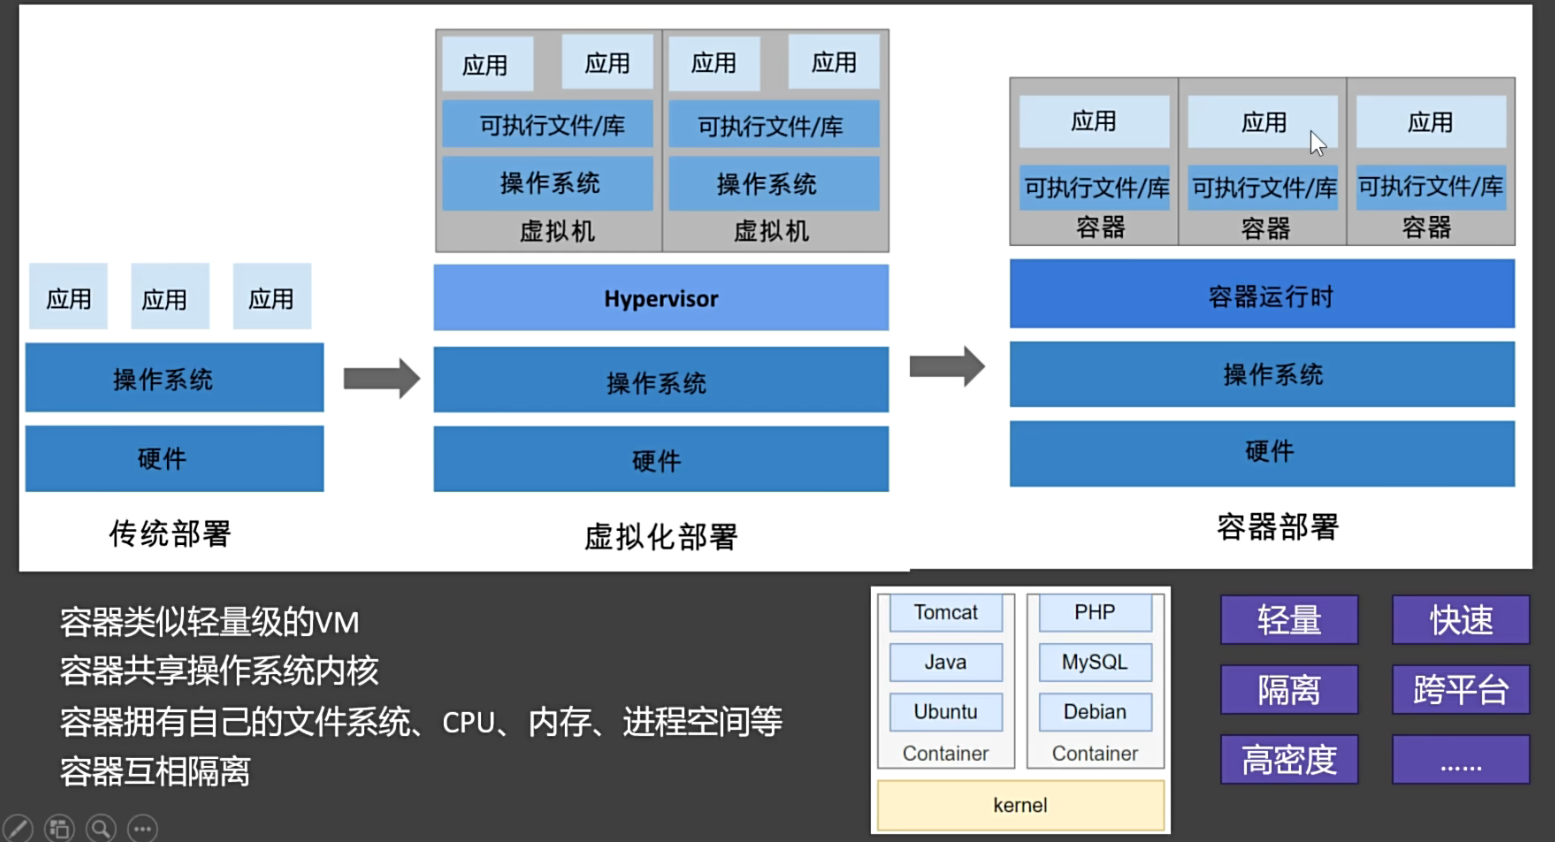 应用
应用
应用
操作系统
硬件
传统部署
应用
应用
应用
应用
可执行文件/库
可执行文件/库
操作系统
操作系统
虚拟机
虚拟机
Hypervisor
操作系统
硬件
虚拟化部署
应用
应用
应用
可执行文件/库
可执行文件/库
可执行文件/库
容器
容器
容器
容器运行时
操作系统
硬件
容器部署
容器类似轻量级的VM
容器共享操作系统内核
容器拥有自己的文件系统、CPU、内存、进程空间等
容器互相隔离
Tomcat
Java
Ubuntu
Container
PHP
MySQL
Debian
Container
kernel
轻量
快速
隔离
跨平台
高密度
......